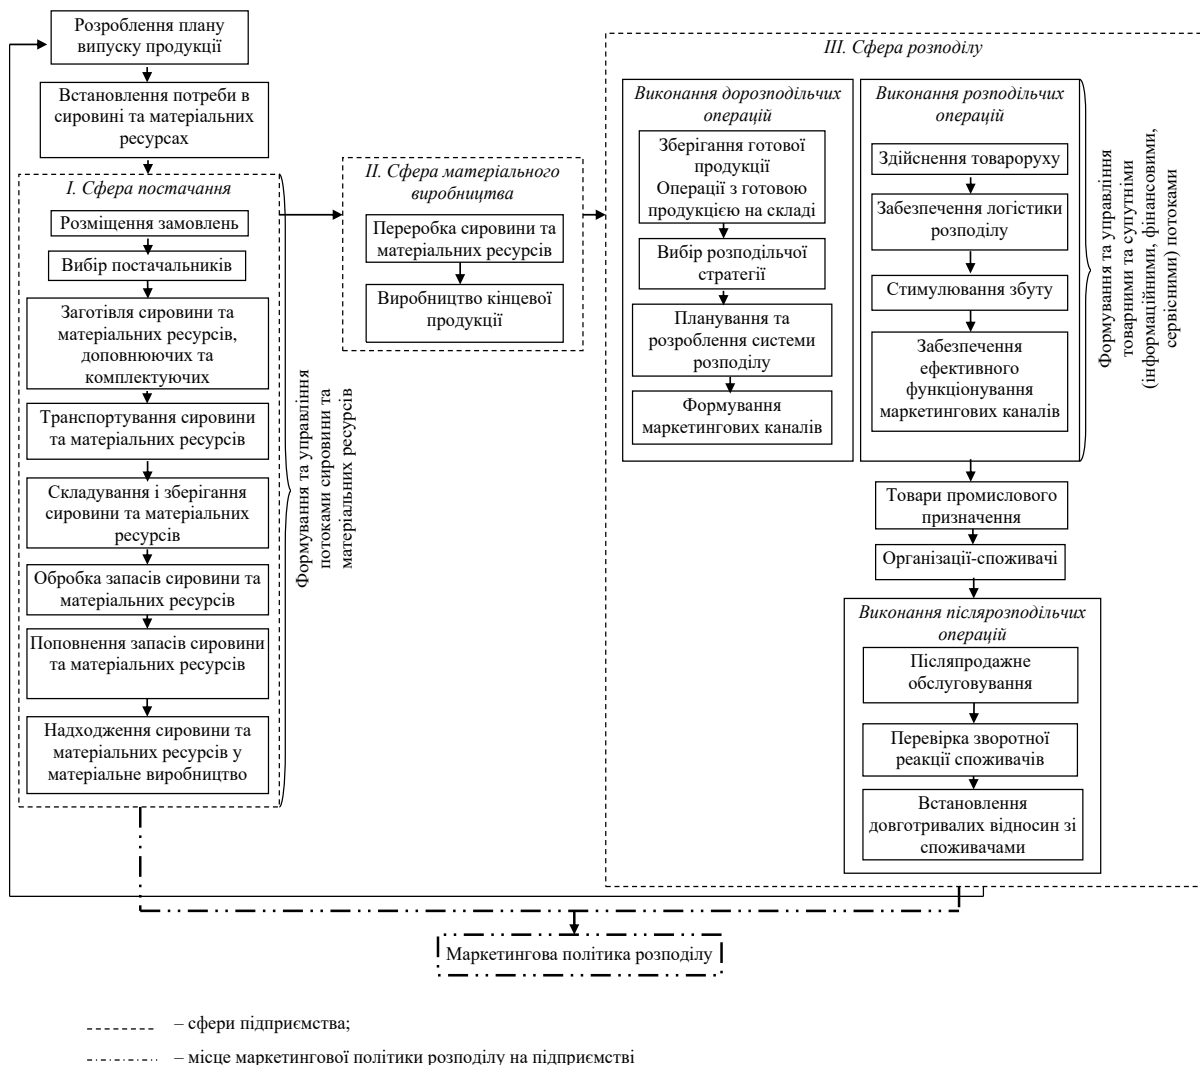 Розроблення плану
випуску продукції
Встановлення потреби в
сировині та матеріальних
ресурсах
І. Сфера постачання
Розміщення замовлень
Вибір постачальників
Заготівля сировини та
матеріальних ресурсів,
доповнюючих та
комплектуючих
Транспортування сировини
та матеріальних ресурсів
Складування і зберігання
сировини та матеріальних
ресурсів
Обробка запасів сировини та
матеріальних ресурсів
Поповнення запасів сировини
та матеріальних ресурсів
Надходження сировини та
матеріальних ресурсів у
матеріальне виробництво
Формування та управління
потоками сировини та
матеріальних ресурсів
ІІ. Сфера матеріального
виробництва
Переробка сировини та
матеріальних ресурсів
Виробництво кінцевої
продукції
ІІІ. Сфера розподілу
Виконання дорозподільчих
операцій
Зберігання готової
продукції
Операції з готовою
продукцією на складі
Вибір розподільчої
стратегії
Планування та
розроблення системи
розподілу
Формування
маркетингових каналів
Виконання розподільчих
операцій
Здійснення товароруху
Забезпечення логістики
розподілу
Стимулювання збуту
Забезпечення
ефективного
функціонування
маркетингових каналів
Формування та управління
товарними та супутніми
(інформаційними, фінансовими,
сервісними) потоками
Товари промислового
призначення
Організації-споживачі
Виконання післярозподільчих
операцій
Післяпродажне
обслуговування
Перевірка зворотної
реакції споживачів
Встановлення
довготривалих відносин зі
споживачами
Маркетингова політика розподілу
– сфери підприємства;
– місце маркетингової політики розподілу на підприємстві